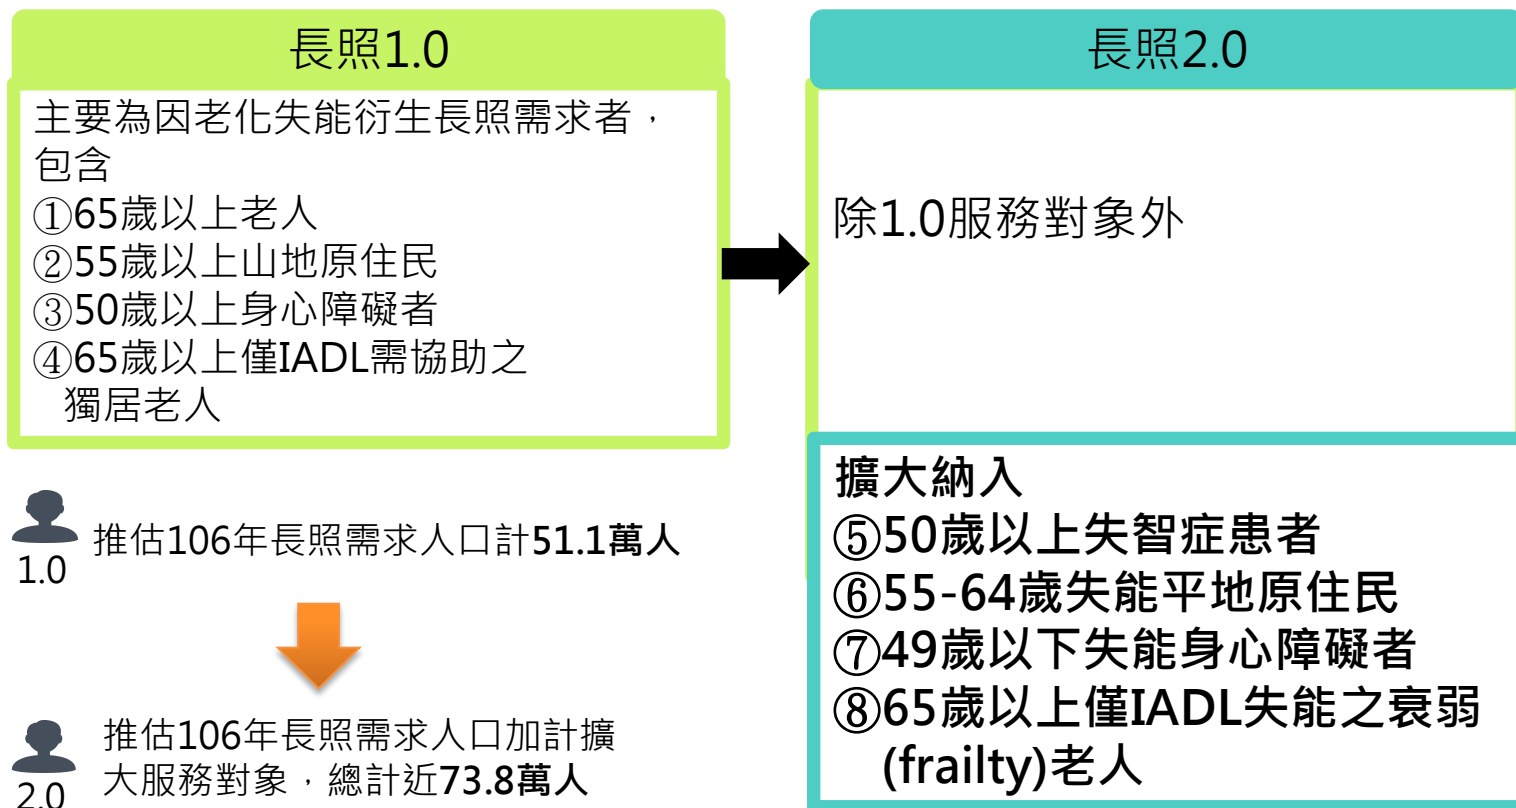 長照1.0
主要為因老化失能衍生長照需求者，
包含
①65歲以上老人
②55歲以上山地原住民
③50歲以上身心障礙者
④65歲以上僅IADL需協助之
獨居老人
1.0
推估106年長照需求人口計51.1萬人
2.0
推估106年長照需求人口加計擴
大服務對象，總計近73.8萬人
長照2.0
除1.0服務對象外
擴大納入
⑤50歲以上失智症患者
⑥55-64歲失能平地原住民
⑦49歲以下失能身心障礙者
⑧65歲以上僅IADL失能之衰弱
(frailty)老人